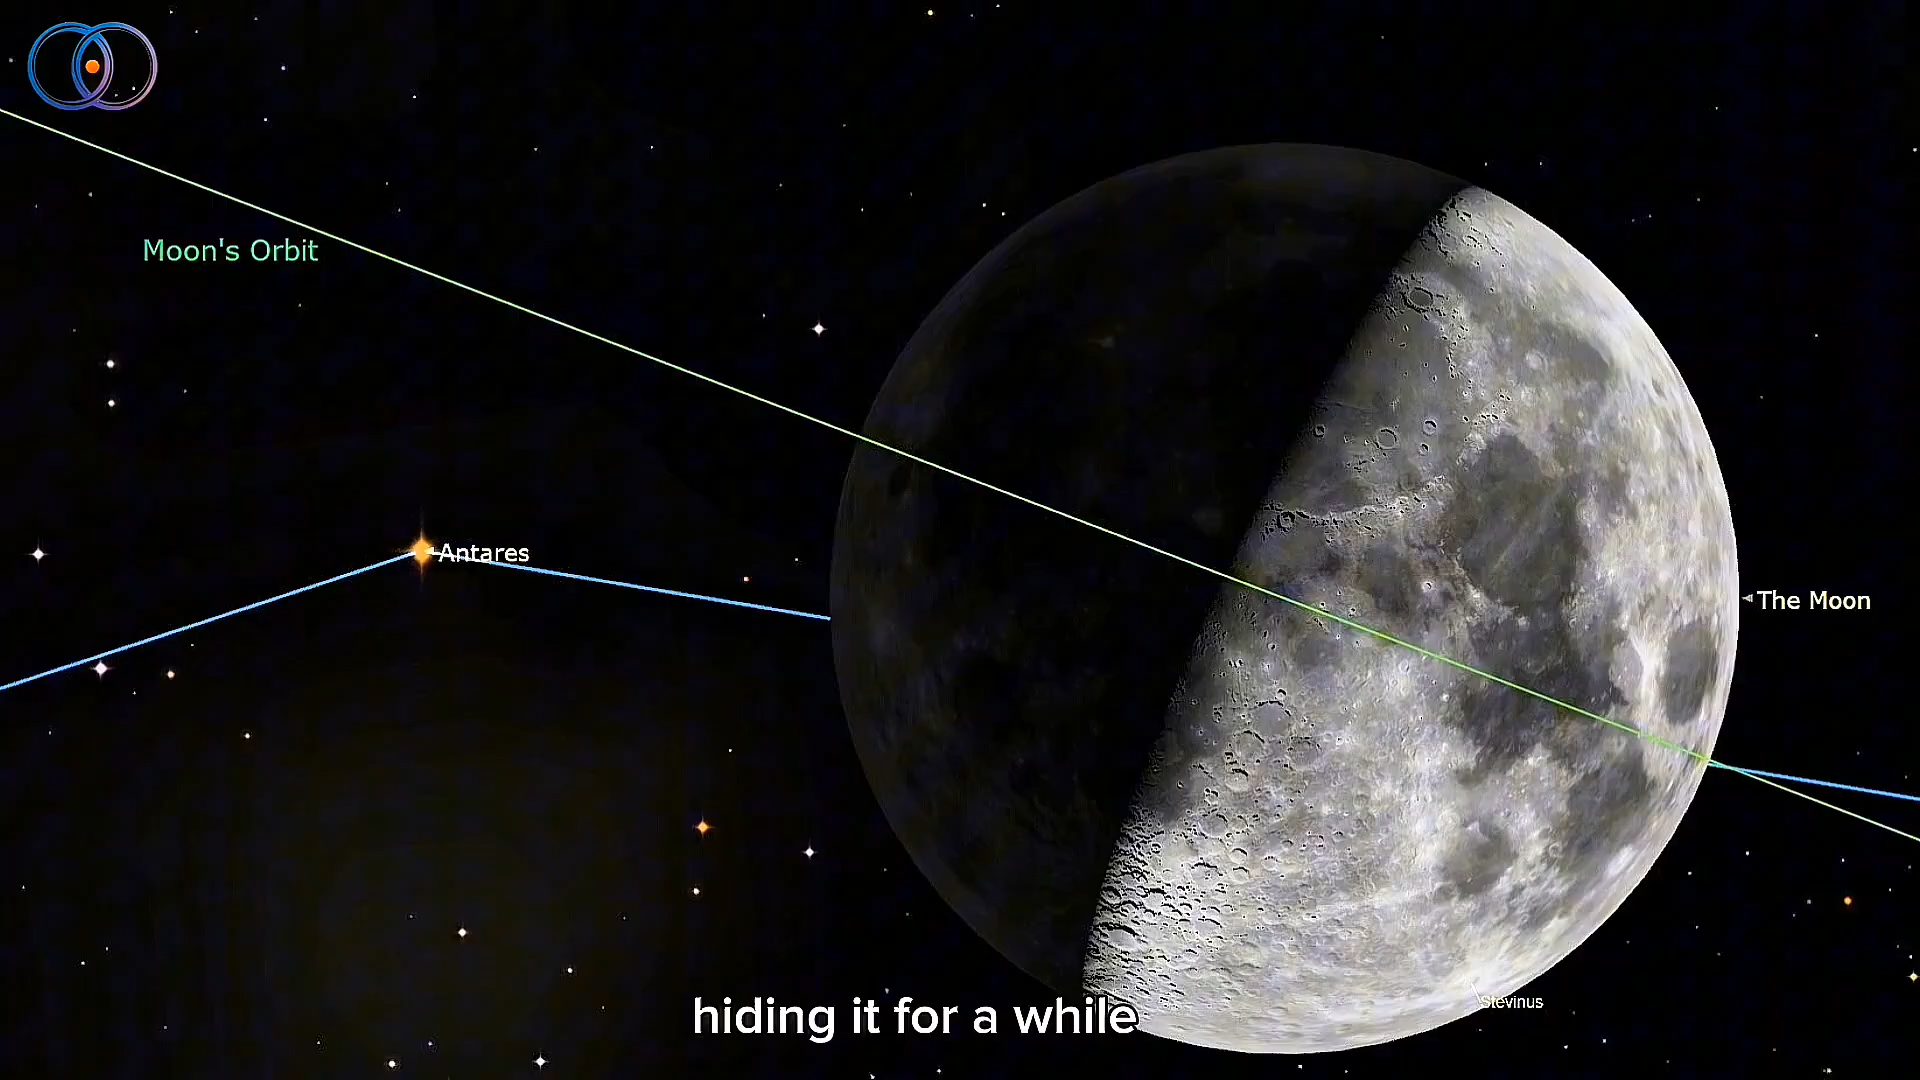 Moon's Orbit
Antares
The Moon
Stevinus
hiding it for a while